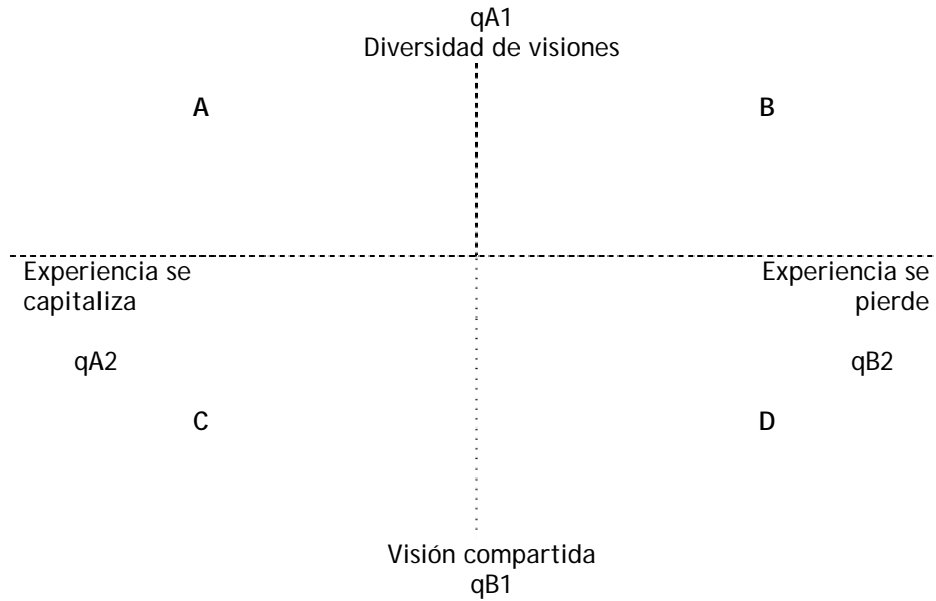 qA1
Diversidad de visiones
A
B
Experiencia se
capitaliza
Experiencia se
pierde
qA2
qB2
C
D
Visión compartida
qB1